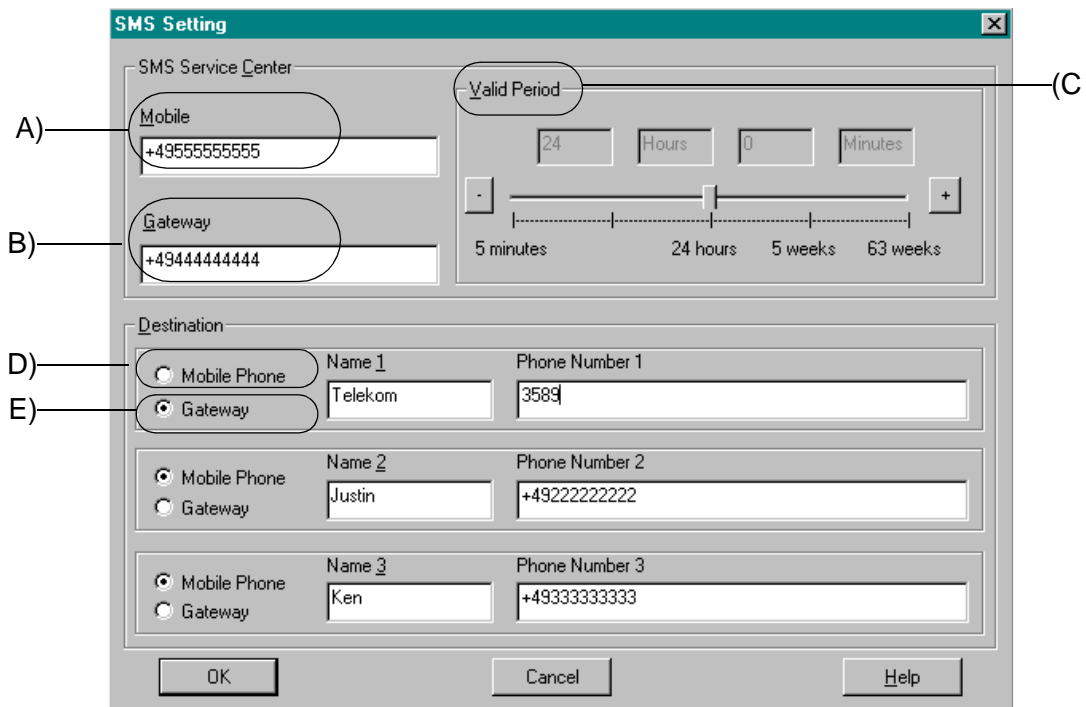 SMS Setting
SMS Service Center
A)
Mobile
+49555555555
B)
Gateway
+49444444444
Valid Period
(C
24 Hours 0 Minutes
- +
5 minutes 24 hours 5 weeks 63 weeks
Destination
D)
Mobile Phone
E)
Gateway
Name 1
Telekom
Phone Number 1
3589
Mobile Phone
Gateway
Name 2
Justin
Phone Number 2
+49222222222
Mobile Phone
Gateway
Name 3
Ken
Phone Number 3
+49333333333
OK Cancel Help